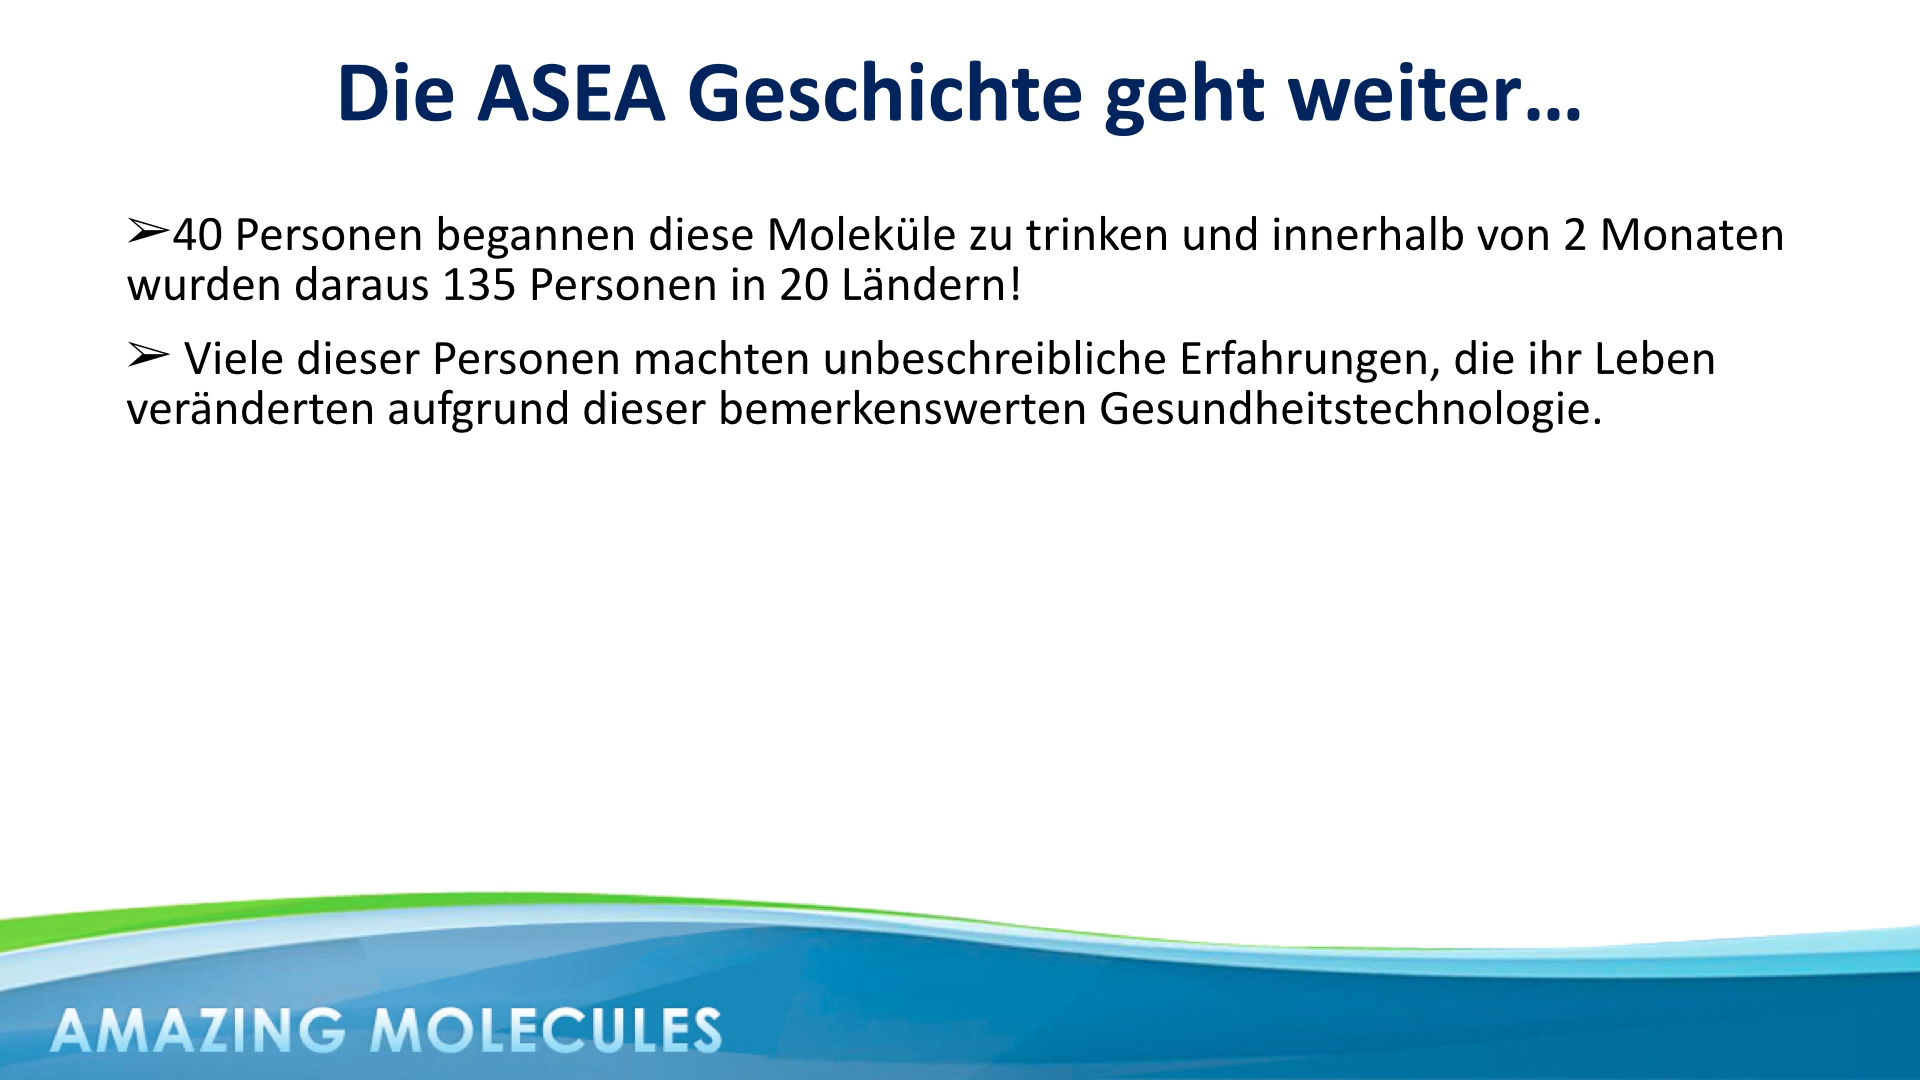 Die ASEA Geschichte geht weiter…
➢40 Personen begannen diese Moleküle zu trinken und innerhalb von 2 Monaten
wurden daraus 135 Personen in 20 Ländern!
➢ Viele dieser Personen machten unbeschreibliche Erfahrungen, die ihr Leben
veränderten aufgrund dieser bemerkenswerten Gesundheitstechnologie.
AMAZING MOLECULES